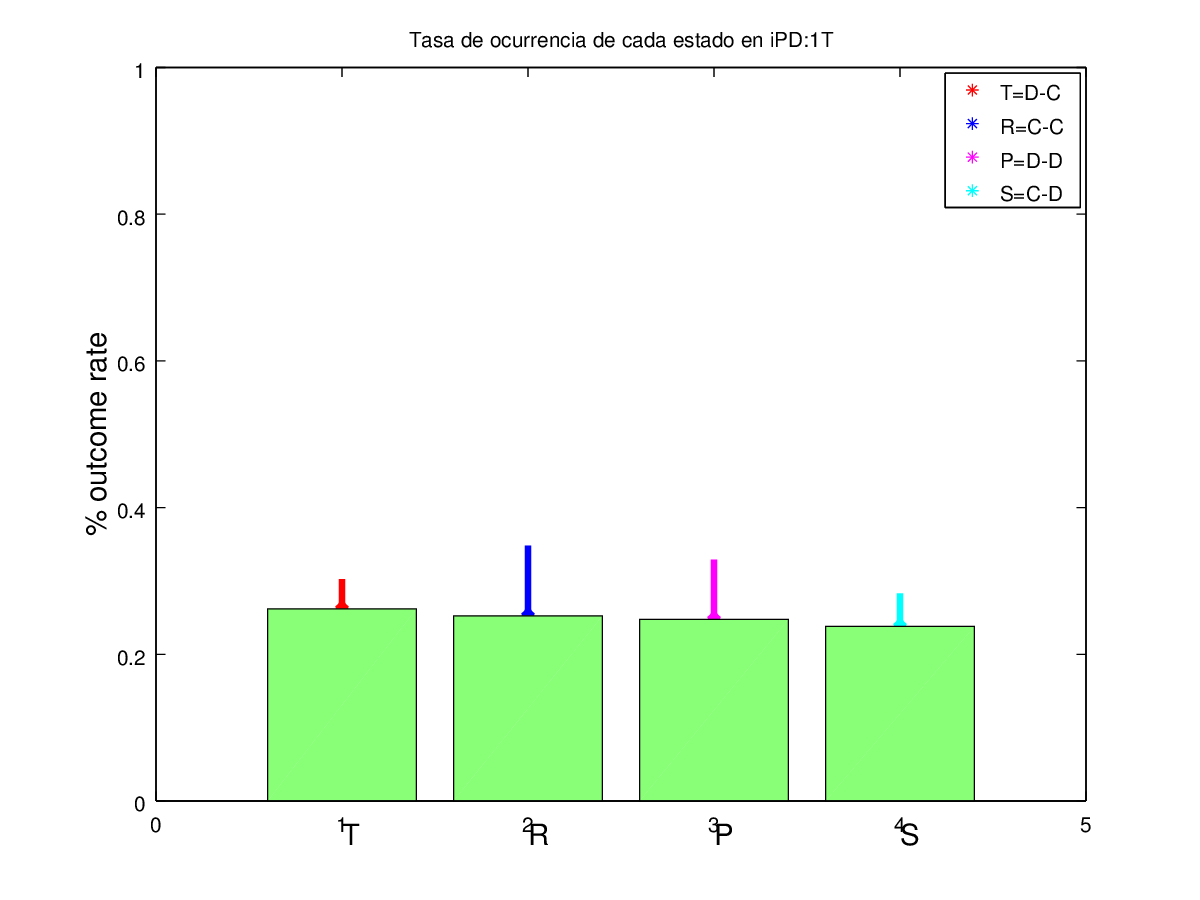 Tasa de ocurrencia de cada estado en iPD:1T
T=D-C
R=C-C
P=D-D
S=C-D
% outcome rate
1
0.8
0.6
0.4
0.2
0
0 1 2 3 4 5
T R P S